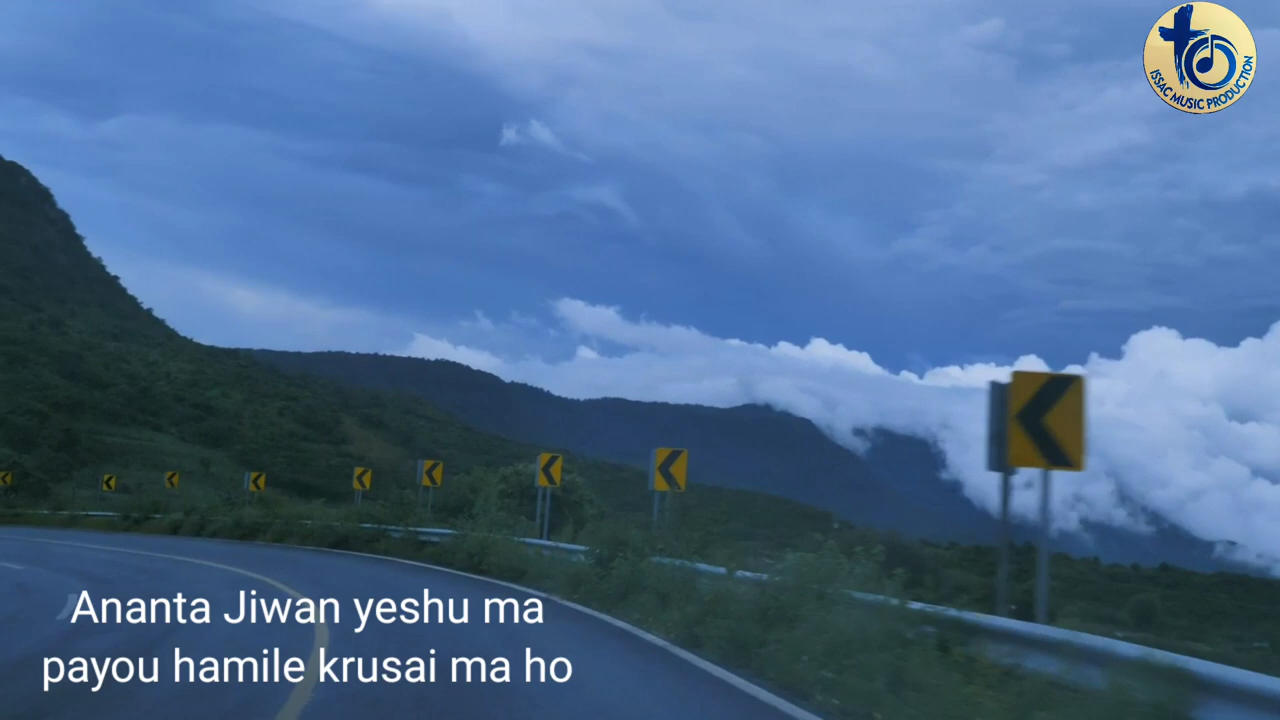 ISSAC MUSIC PRODUCTION
Ananta Jiwan yeshu ma
payou hamile krusai ma ho